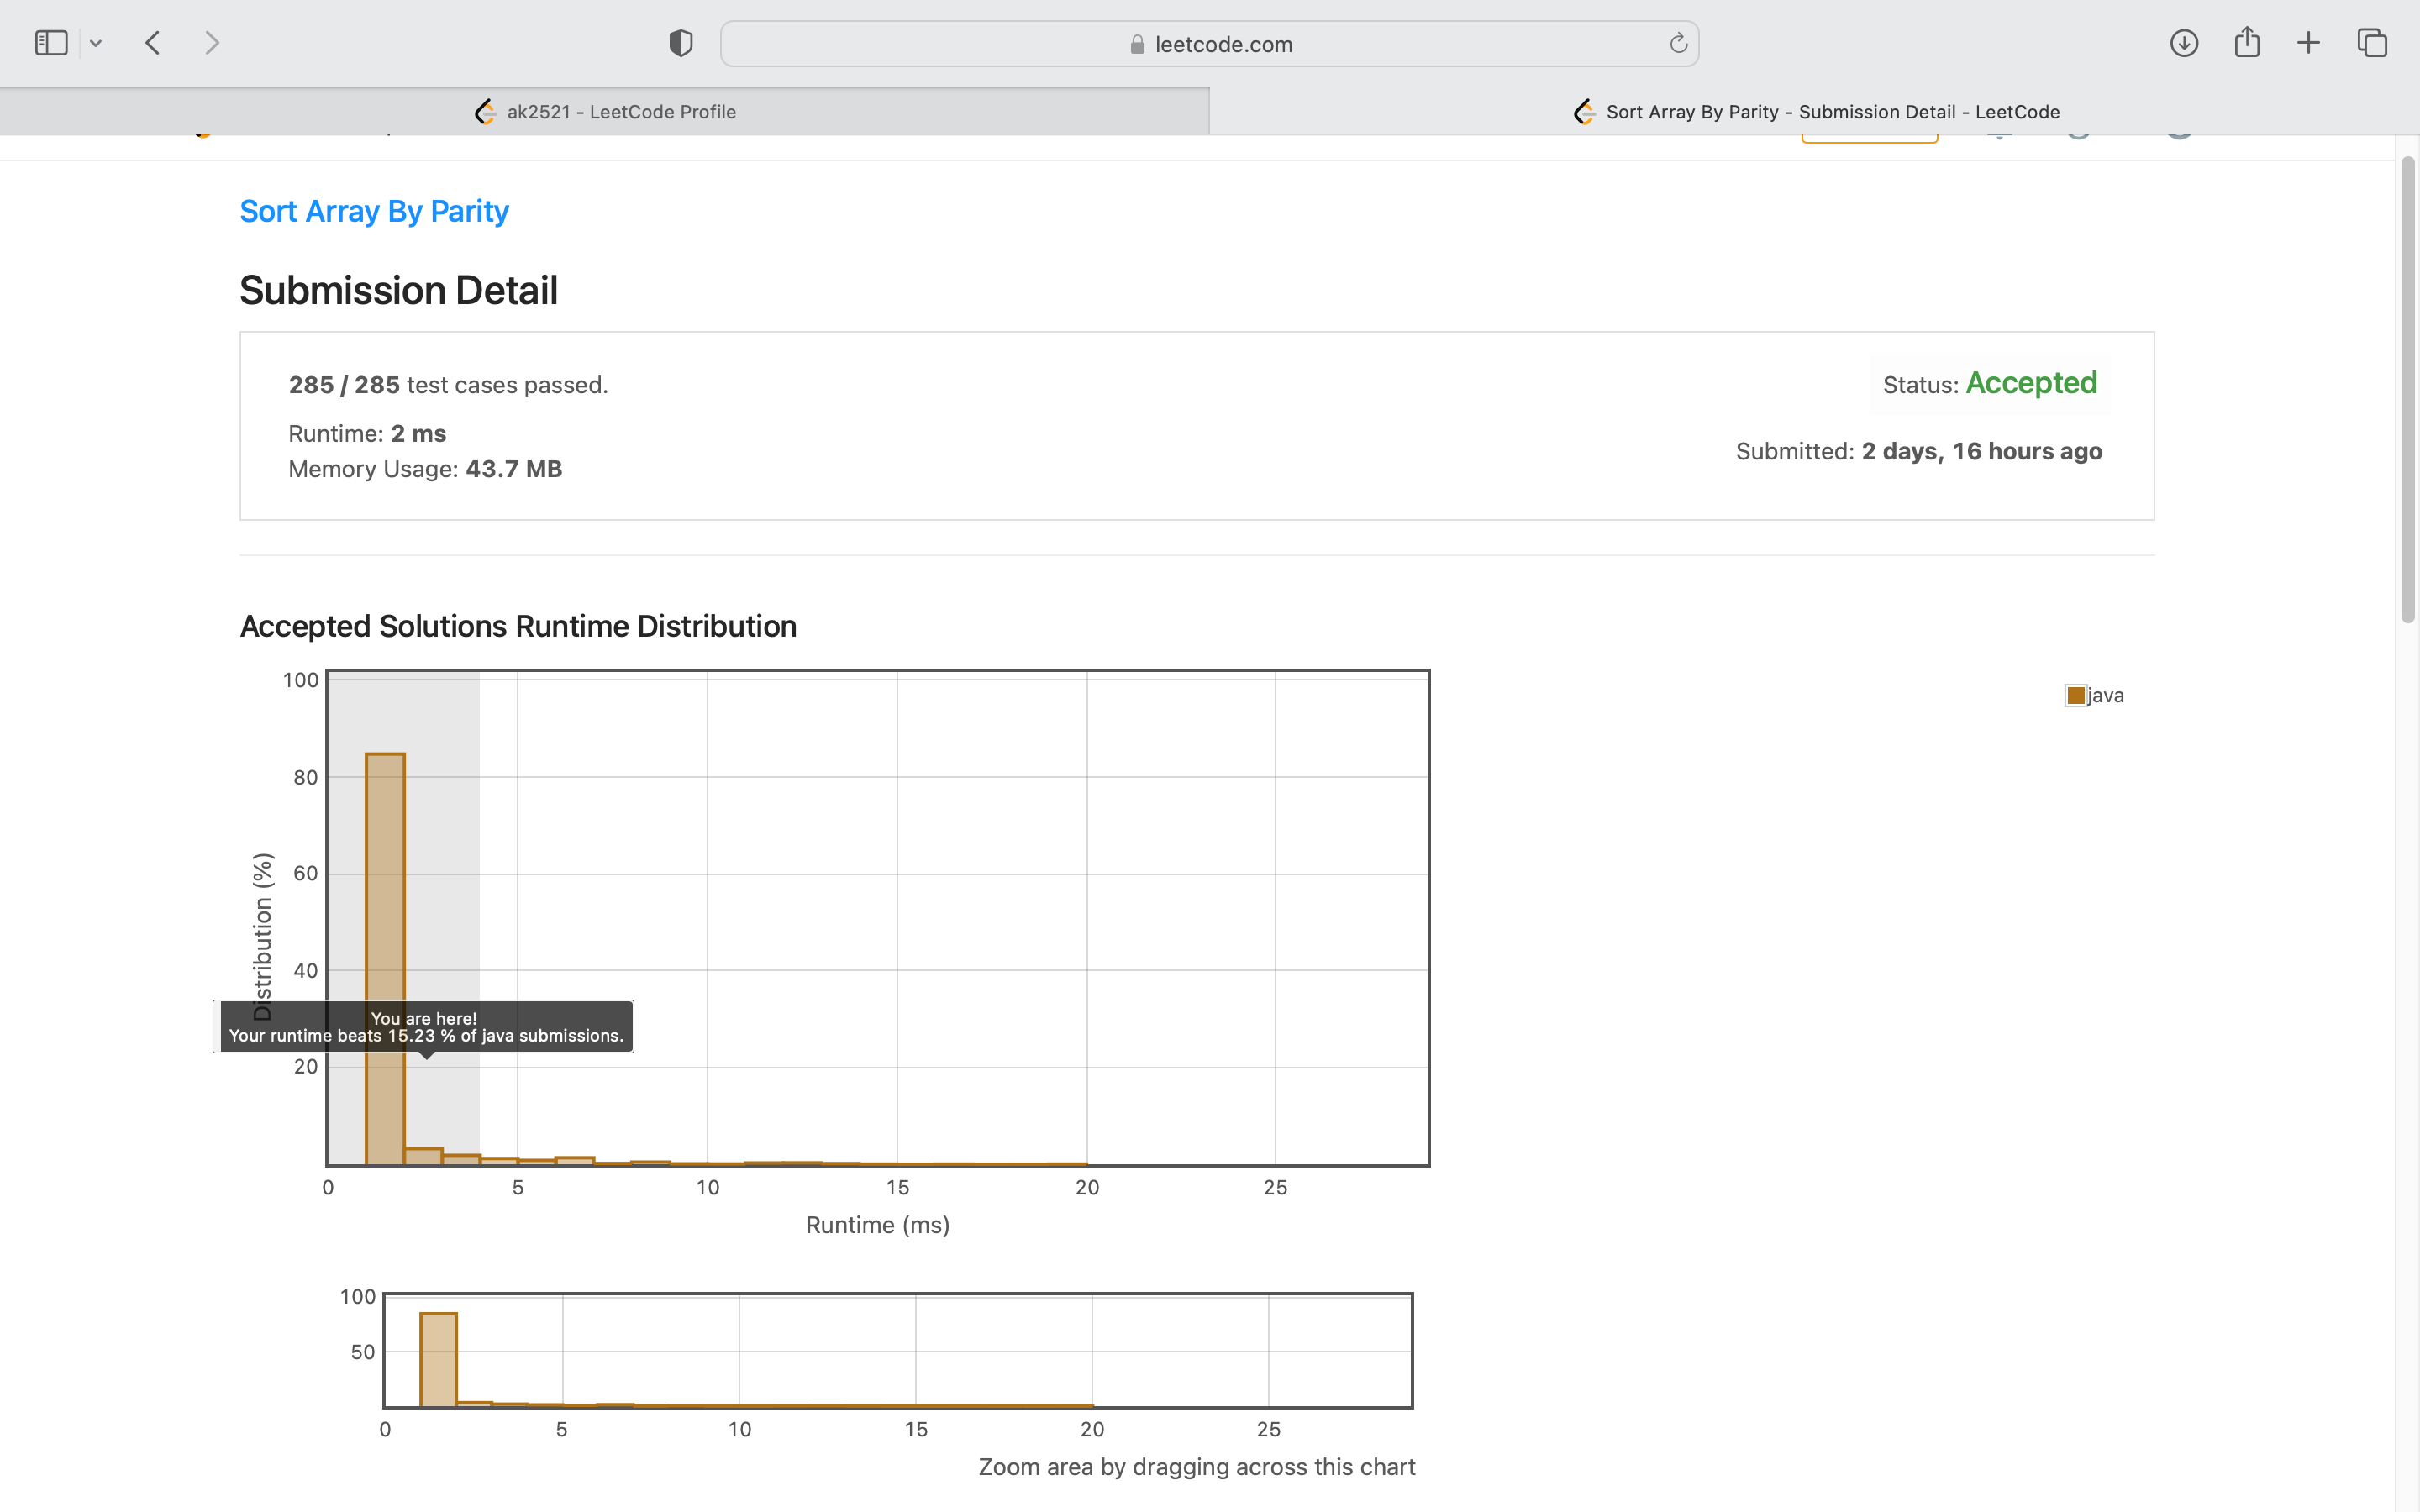 leetcode.com
ak2521 - LeetCode Profile
Sort Array By Parity - Submission Detail - LeetCode
Sort Array By Parity
Submission Detail
285 / 285 test cases passed.
Status: Accepted
Runtime: 2 ms
Submitted: 2 days, 16 hours ago
Memory Usage: 43.7 MB
Accepted Solutions Runtime Distribution
java
100
80
60
40
20
Distribution (%)
You are here!
Your runtime beats 15.23 % of java submissions.
0 5 10 15 20 25
Runtime (ms)
100
50
0 5 10 15 20 25
Zoom area by dragging across this chart